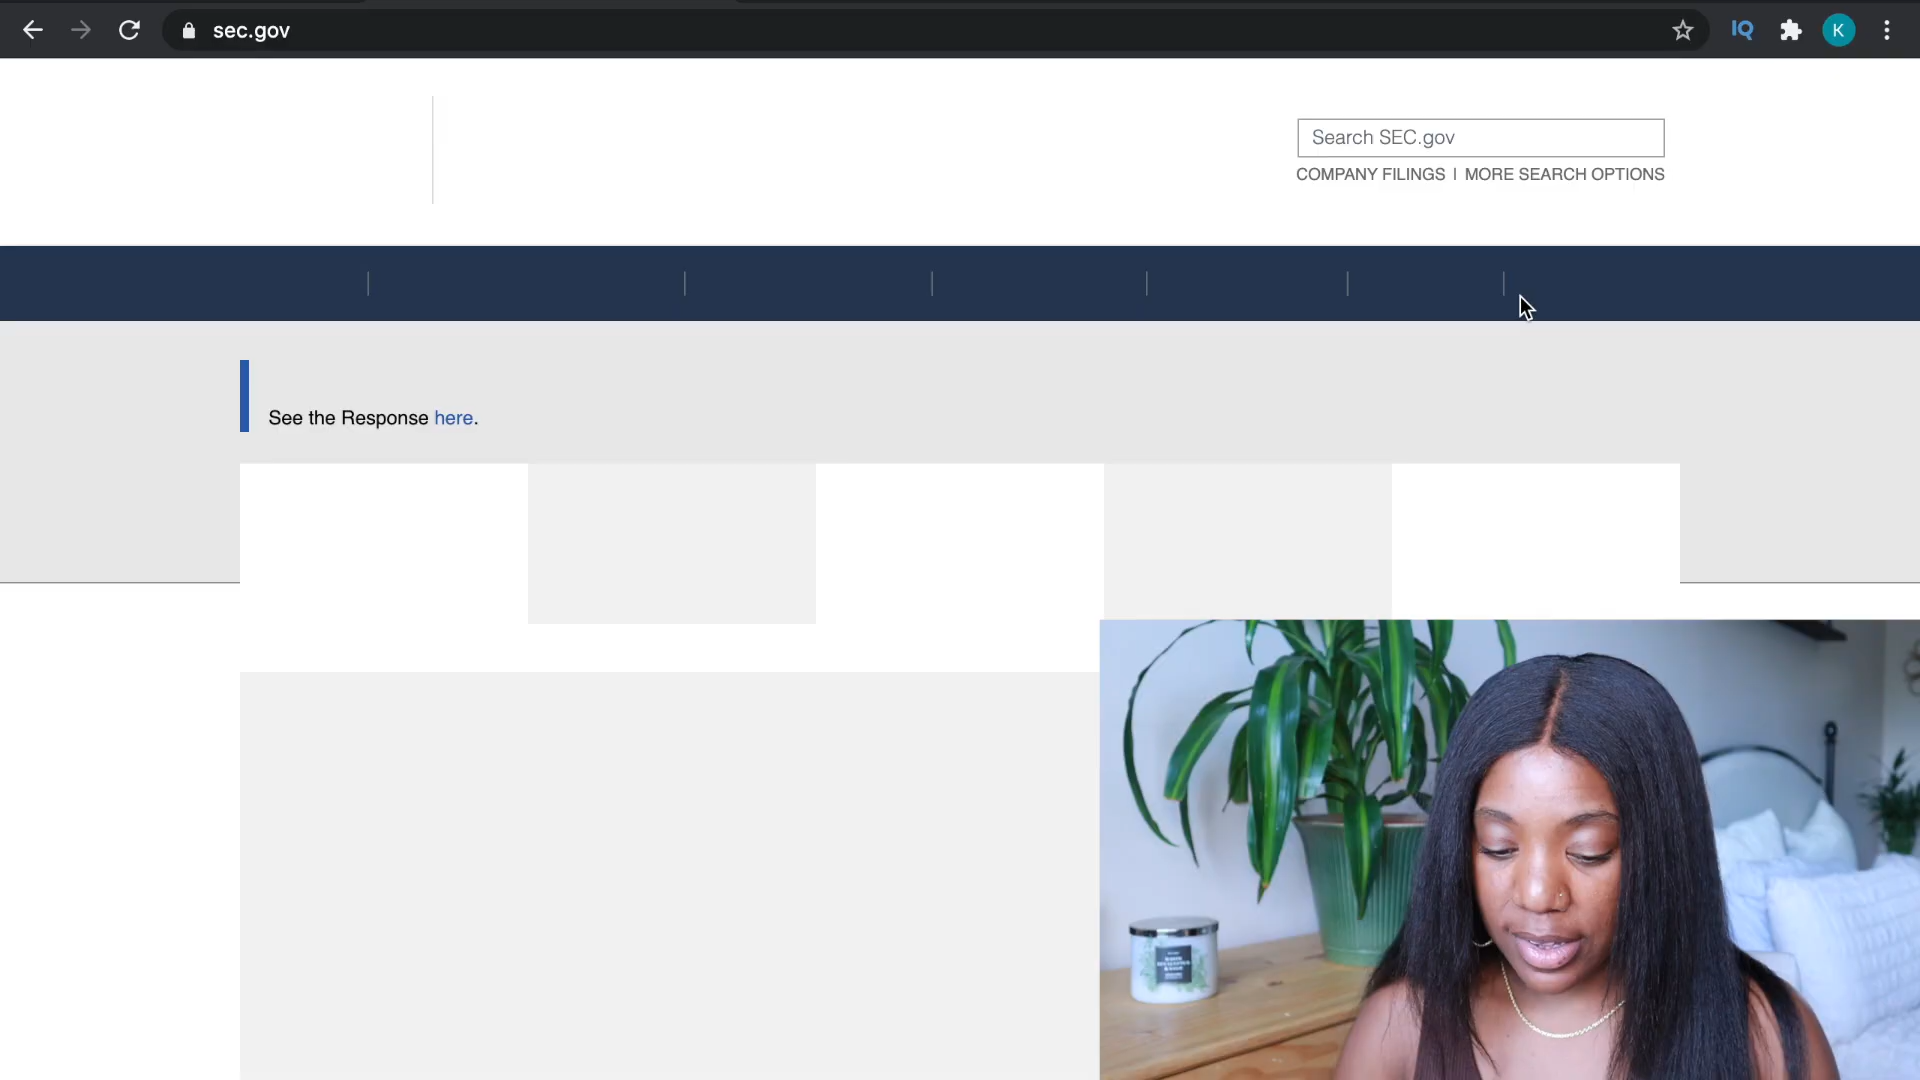 sec.gov
IQ
K
Search SEC.gov
COMPANY FILINGS | MORE SEARCH OPTIONS
See the Response here.